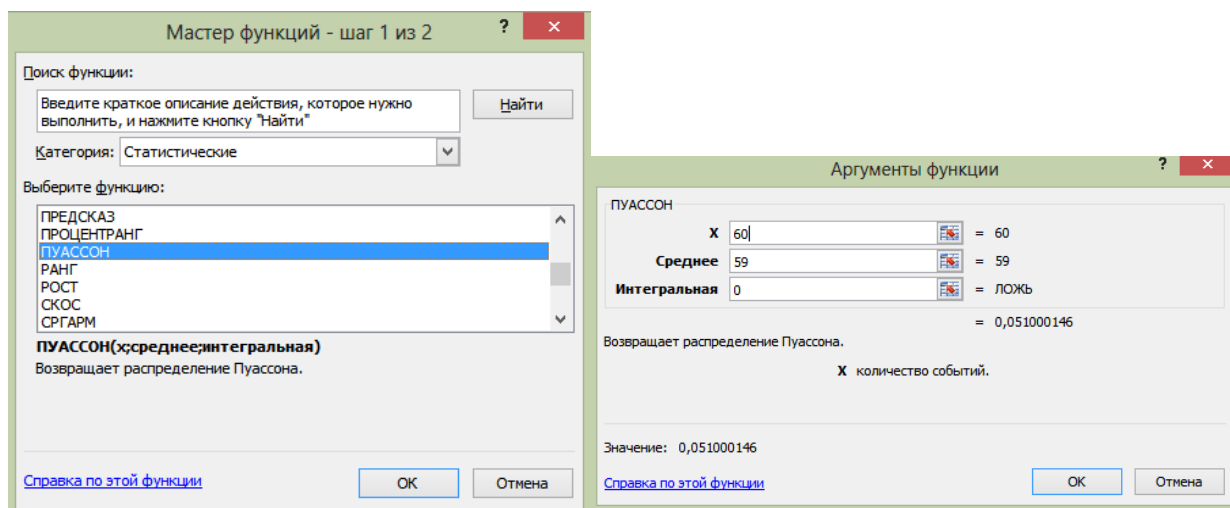 Мастер функций - шаг 1 из 2
?
×
Поиск функции:
Введите краткое описание действия, которое нужно
выполнить, и нажмите кнопку "Найти"
Найти
Категория: Статистические
Выберите функцию:
ПРЕДСКАЗ
ПРОЦЕНТРАНГ
ПУАССОН
РАНГ
РОСТ
СКОС
СРГАРМ
ПУАССОН(x;среднее;интегральная)
Возвращает распределение Пуассона.
Справка по этой функции
ОК
Отмена
Аргументы функции
?
×
ПУАССОН
X 60 = 60
Среднее 59 = 59
Интегральная 0 = ЛОЖЬ
= 0,051000146
Возвращает распределение Пуассона.
X количество событий.
Значение: 0,051000146
Справка по этой функции
ОК
Отмена